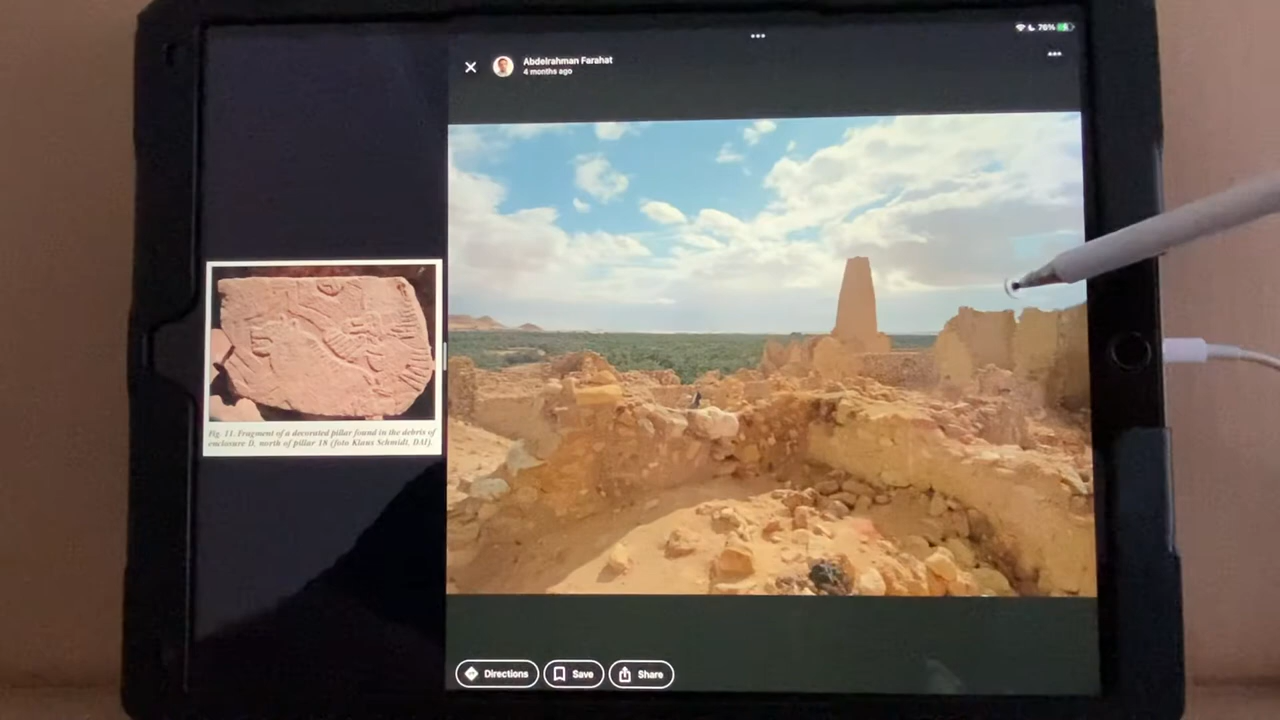 76%
Abdelrahman Farahat
4 months ago
Fig. 11. Fragment of a decorated pillar found in the debris of
enclosure D, north of pillar 18 (foto Klaus Schmidt, DAI).
Directions
Save
Share